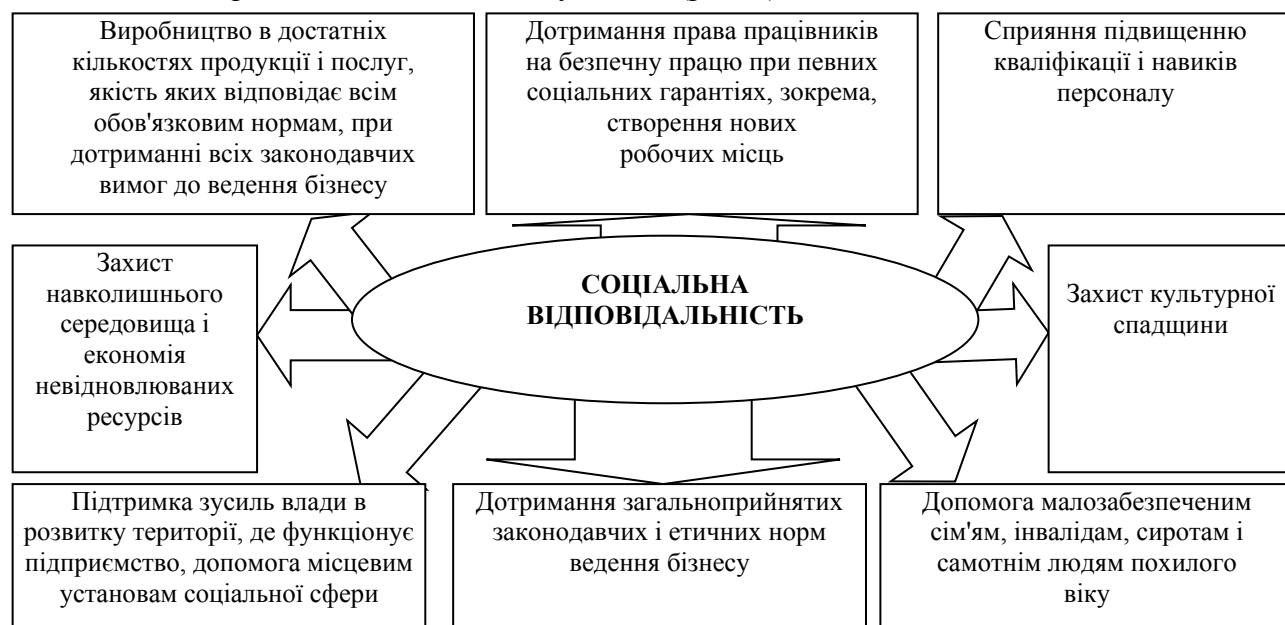 Виробництво в достатніх
кількостях продукції і послуг,
якість яких відповідає всім
обов'язковим нормам, при
дотриманні всіх законодавчих
вимог до ведення бізнесу
Дотримання права працівників
на безпечну працю при певних
соціальних гарантіях, зокрема,
створення нових
робочих місць
Сприяння підвищенню
кваліфікації і навиків
персоналу
Захист
навколишнього
середовища і
економія
невідновлюваних
ресурсів
СОЦІАЛЬНА
ВІДПОВІДАЛЬНІСТЬ
Захист культурної
спадщини
Підтримка зусиль влади в
розвитку території, де функціонує
підприємство, допомога місцевим
установам соціальної сфери
Дотримання загальноприйнятих
законодавчих і етичних норм
ведення бізнесу
Допомога малозабезпеченим
сім'ям, інвалідам, сиротам і
самотнім людям похилого
віку